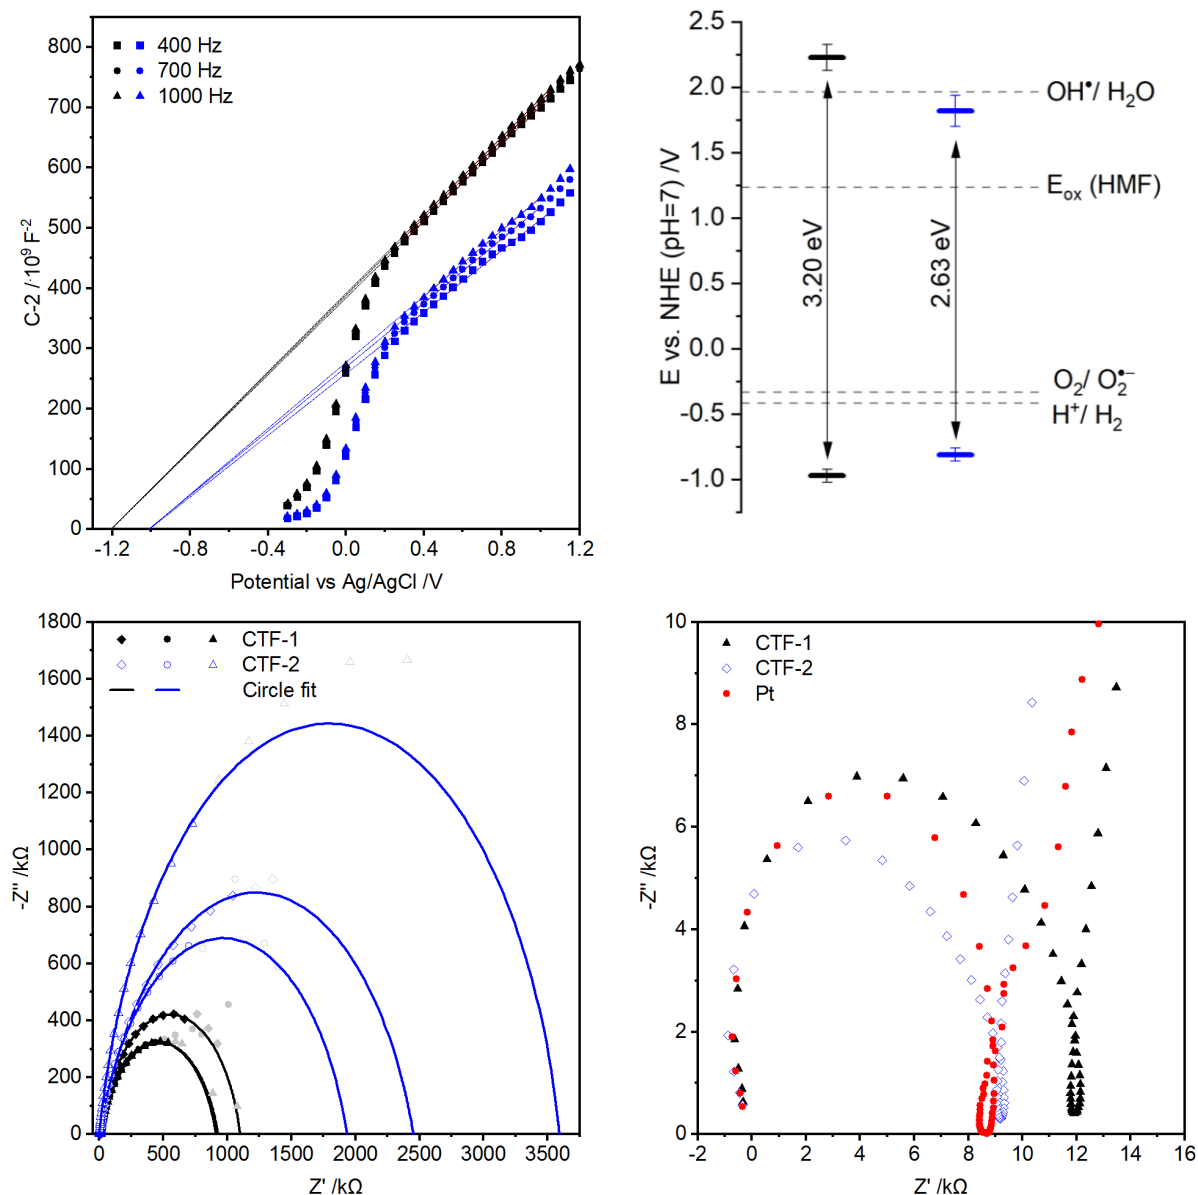 800
700
600
500
400
300
200
100
0
C-2 /·10⁹ F⁻²
400 Hz
700 Hz
1000 Hz
-1.2
-0.8
-0.4
0.0
0.4
0.8
1.2
Potential vs Ag/AgCl /V
2.5
2.0
1.5
1.0
0.5
0.0
-0.5
-1.0
E vs. NHE (pH=7) /V
3.20 eV
2.63 eV
OH•/ H₂O
Eₒₓ (HMF)
O₂/ O₂•⁻
H⁺/ H₂
1800
1600
1400
1200
1000
800
600
400
200
0
-Z'' /kΩ
CTF-1
CTF-2
Circle fit
0
500
1000
1500
2000
2500
3000
3500
Z' /kΩ
10
8
6
4
2
0
-Z'' /kΩ
CTF-1
CTF-2
Pt
-2
0
2
4
6
8
10
12
14
16
Z' /kΩ